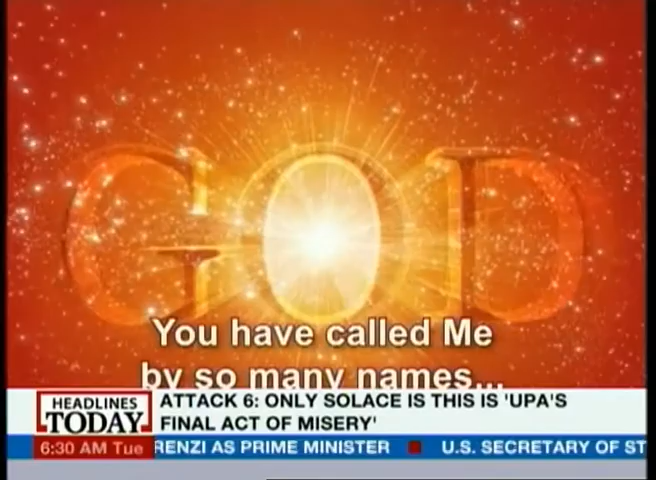 GOD
You have called Me
by so many names...
HEADLINES
TODAY
ATTACK 6: ONLY SOLACE IS THIS IS 'UPA'S
FINAL ACT OF MISERY'
6:30 AM Tue
RENZI AS PRIME MINISTER
U.S. SECRETARY OF ST